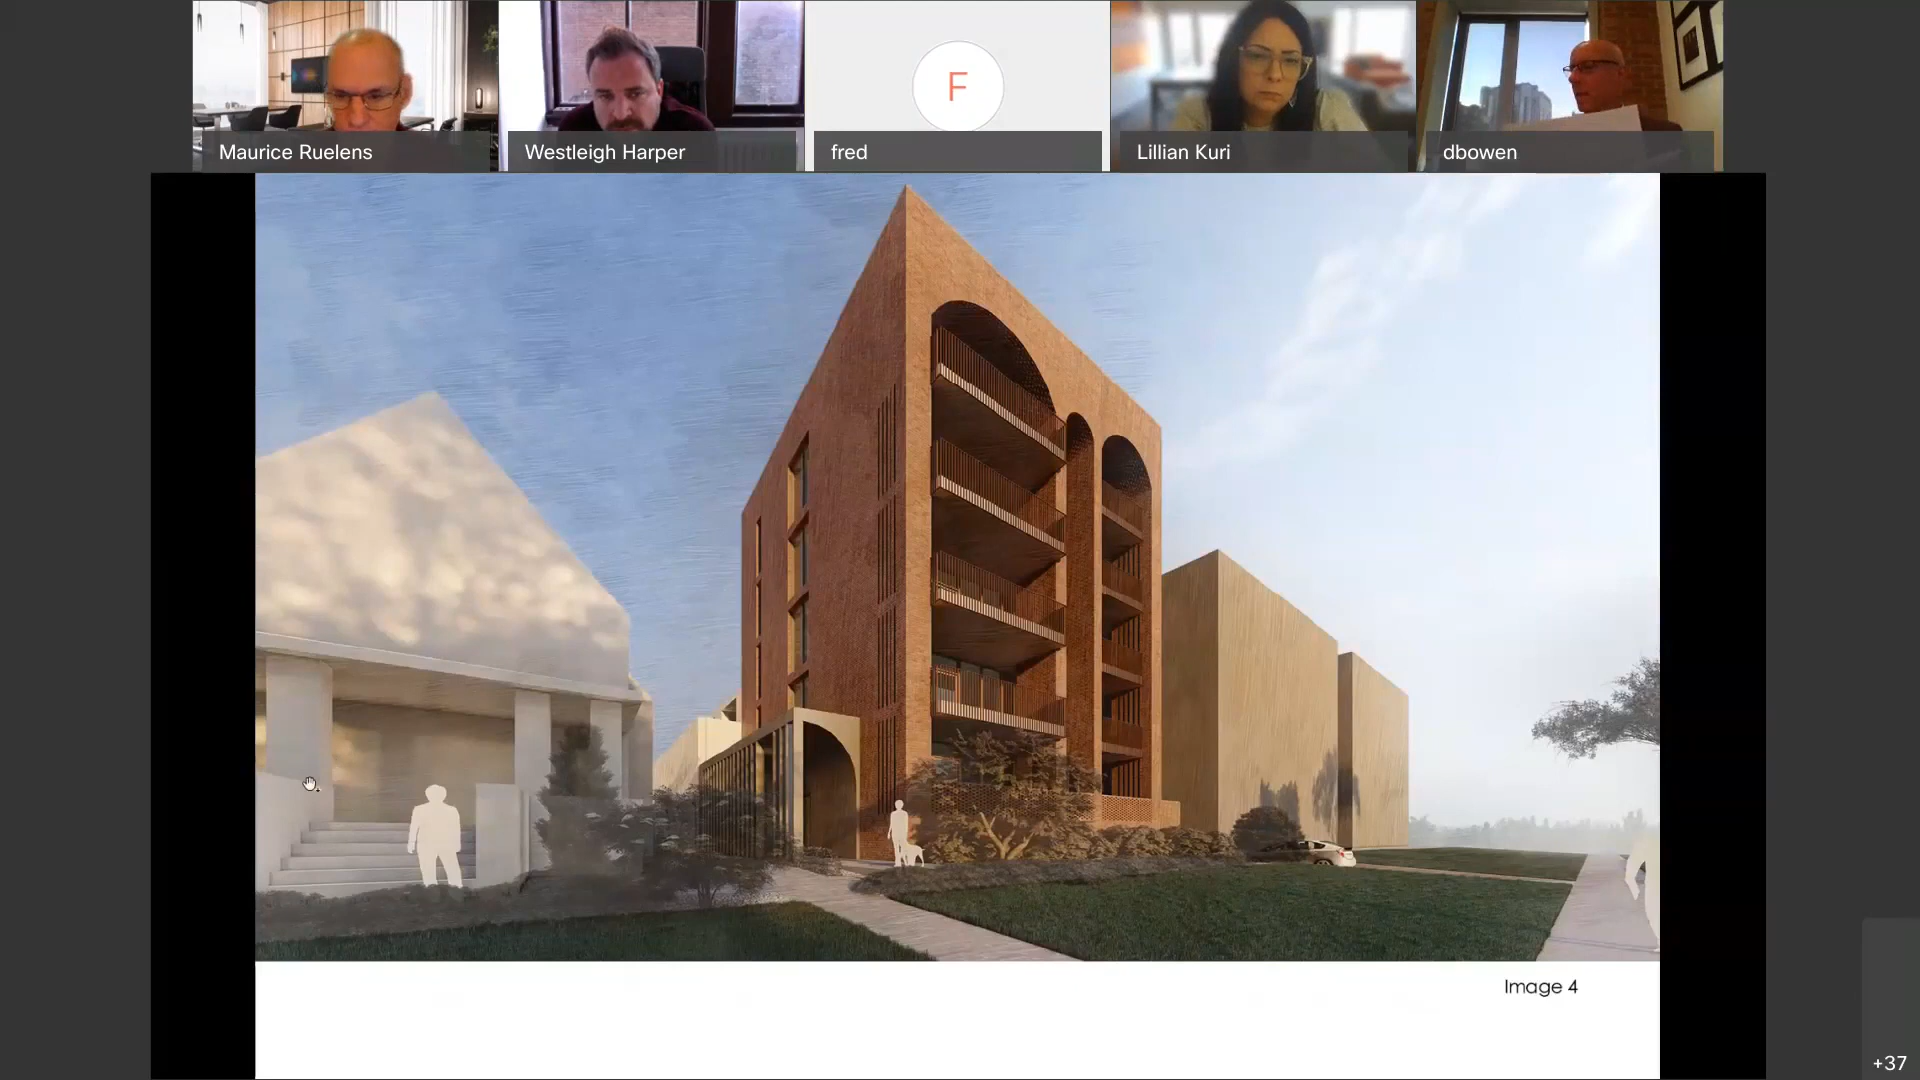 Maurice Ruelens
Westleigh Harper
F
fred
Lillian Kuri
dbowen
Image 4
+37